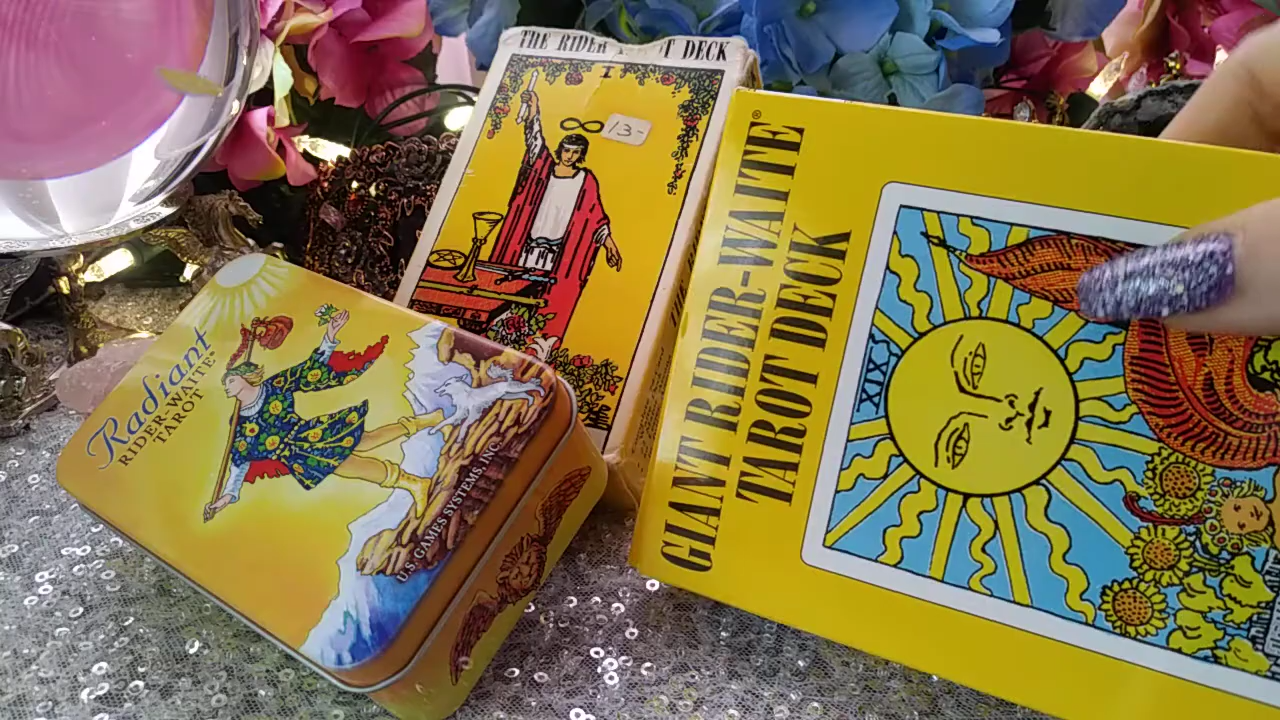 THE RIDER DECK
I
13-
GIANT RIDER-WAITE®
TAROT DECK
XIX
Radiant
RIDER-WAITE®
TAROT
U.S. GAMES SYSTEMS, INC.